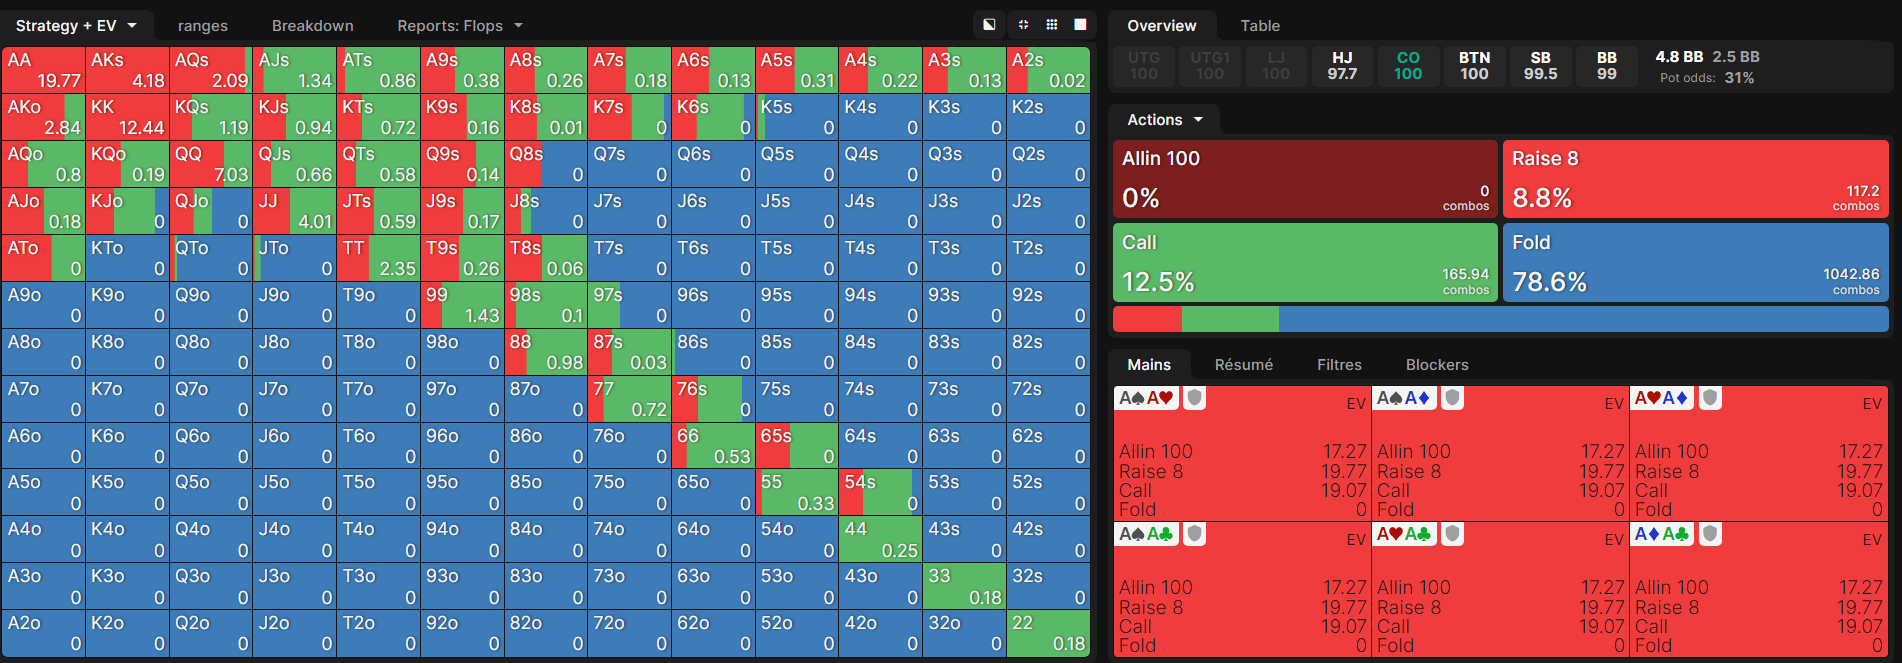 Strategy + EV ranges Breakdown Reports: Flops
AA AKs AQs AJs ATs A9s A8s A7s A6s A5s A4s A3s A2s
19.77 4.18 2.09 1.34 0.86 0.38 0.26 0.18 0.13 0.31 0.22 0.13 0.02
AKo KK KQs KJs KTs K9s K8s K7s K6s K5s K4s K3s K2s
2.84 12.44 1.19 0.94 0.72 0.16 0.01 0 0 0 0 0 0
AQo KQo QQ QJs QTs Q9s Q8s Q7s Q6s Q5s Q4s Q3s Q2s
0.8 0.19 7.03 0.66 0.58 0.14 0 0 0 0 0 0 0
AJo KJo QJo JJ JTs J9s J8s J7s J6s J5s J4s J3s J2s
0.18 0 0 4.01 0.59 0.17 0 0 0 0 0 0 0
ATo KTo QTo JTo TT T9s T8s T7s T6s T5s T4s T3s T2s
0 0 0 0 2.35 0.26 0.06 0 0 0 0 0 0
A9o K9o Q9o J9o T9o 99 98s 97s 96s 95s 94s 93s 92s
0 0 0 0 0 1.43 0.1 0 0 0 0 0 0
A8o K8o Q8o J8o T8o 98o 88 87s 86s 85s 84s 83s 82s
0 0 0 0 0 0 0.98 0.03 0 0 0 0 0
A7o K7o Q7o J7o T7o 97o 87o 77 76s 75s 74s 73s 72s
0 0 0 0 0 0 0 0.72 0 0 0 0 0
A6o K6o Q6o J6o T6o 96o 86o 76o 66 65s 64s 63s 62s
0 0 0 0 0 0 0 0 0.53 0 0 0 0
A5o K5o Q5o J5o T5o 95o 85o 75o 65o 55 54s 53s 52s
0 0 0 0 0 0 0 0 0 0.33 0 0 0
A4o K4o Q4o J4o T4o 94o 84o 74o 64o 54o 44 43s 42s
0 0 0 0 0 0 0 0 0 0 0.25 0 0
A3o K3o Q3o J3o T3o 93o 83o 73o 63o 53o 43o 33 32s
0 0 0 0 0 0 0 0 0 0 0 0.18 0
A2o K2o Q2o J2o T2o 92o 82o 72o 62o 52o 42o 32o 22
0 0 0 0 0 0 0 0 0 0 0 0 0.18
Overview Table
UTG UTG1 LJ HJ CO BTN SB BB 4.8 BB 2.5 BB
100 100 100 97.7 100 100 99.5 99 Pot odds: 31%
Actions
Allin 100 Raise 8
0% 0 combos 8.8% 117.2 combos
Call Fold
12.5% 165.94 combos 78.6% 1042.86 combos
Mains Résumé Filtres Blockers
A♠A♥ EV A♠A♦ EV A♥A♦ EV
Allin 100 17.27 Allin 100 17.27 Allin 100 17.27
Raise 8 19.77 Raise 8 19.77 Raise 8 19.77
Call 19.07 Call 19.07 Call 19.07
Fold 0 Fold 0 Fold 0
A♠A♣ EV A♥A♣ EV A♦A♣ EV
Allin 100 17.27 Allin 100 17.27 Allin 100 17.27
Raise 8 19.77 Raise 8 19.77 Raise 8 19.77
Call 19.07 Call 19.07 Call 19.07
Fold 0 Fold 0 Fold 0